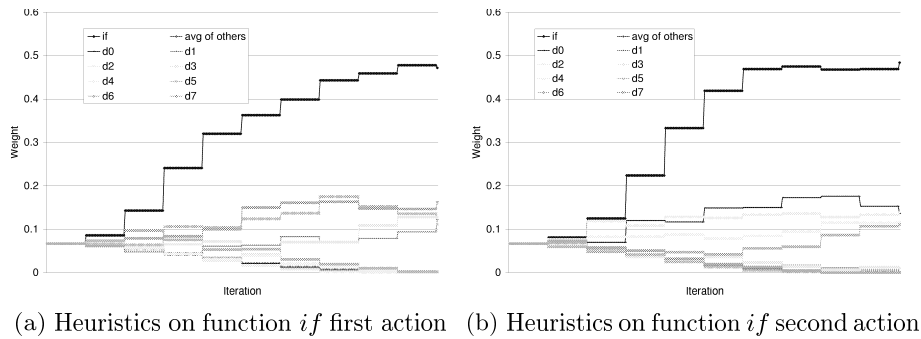 0.6
0.5
0.4
0.3
0.2
0.1
0
Weight
Iteration
if
avg of others
d0
d1
d2
d3
d4
d5
d6
d7
(a) Heuristics on function if first action
0.6
0.5
0.4
0.3
0.2
0.1
0
Weight
Iteration
if
avg of others
d0
d1
d2
d3
d4
d5
d6
d7
(b) Heuristics on function if second action